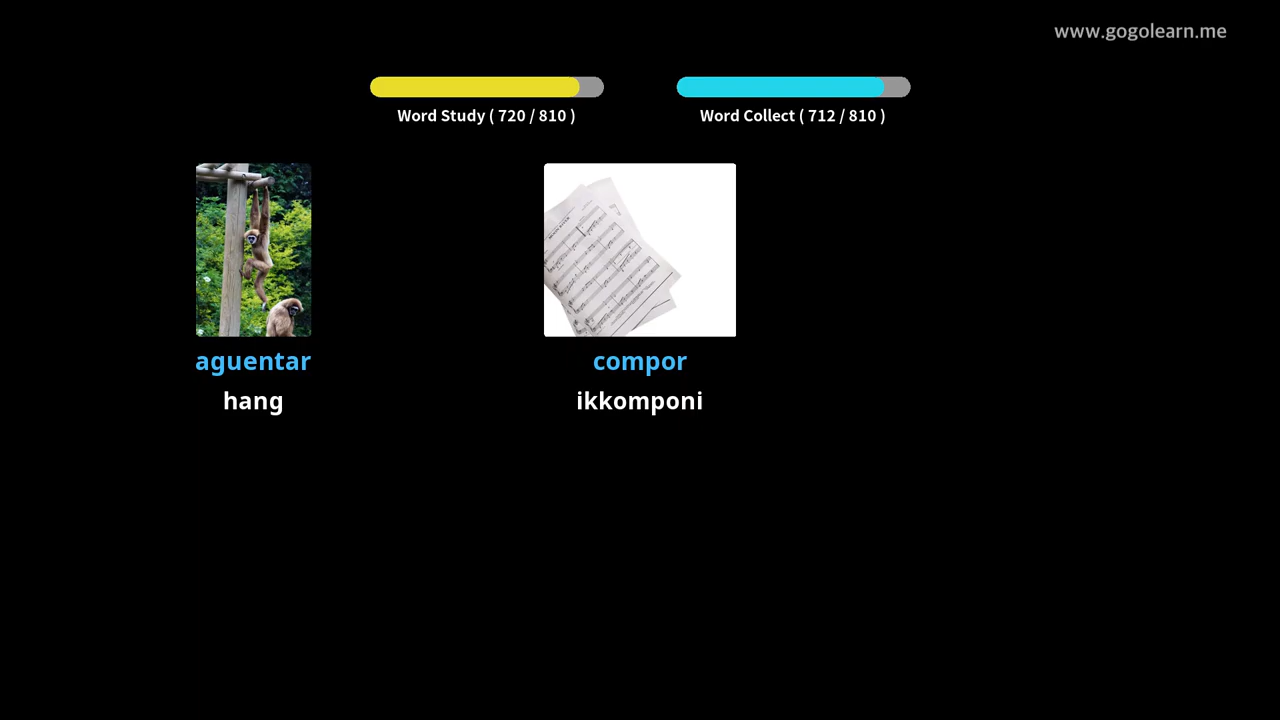 www.gogolearn.me
Word Study ( 720 / 810 )
Word Collect ( 712 / 810 )
aguentar
compor
hang
ikkomponi